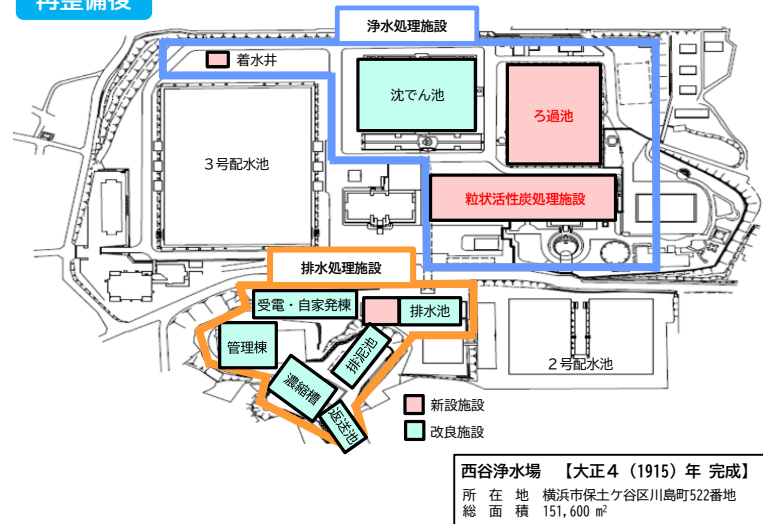 再整備後
浄水処理施設
着水井
沈でん池
ろ過池
3号配水池
粒状活性炭処理施設
排水処理施設
受電・自家発棟
排水池
管理棟
排泥池
濃縮槽
返送池
2号配水池
新設施設
改良施設
西谷浄水場 【大正4（1915）年 完成】
所 在 地 横浜市保土ケ谷区川島町522番地
総 面 積 151,600 m²